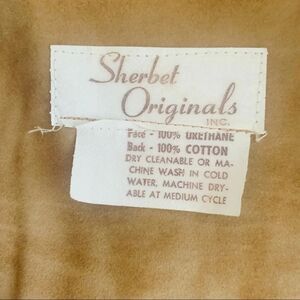 Sherbet
Originals
INC.
Face - 100% URETHANE
Back - 100% COTTON
DRY CLEANABLE OR MA-
CHINE WASH IN COLD
WATER, MACHINE DRY-
ABLE AT MEDIUM CYCLE